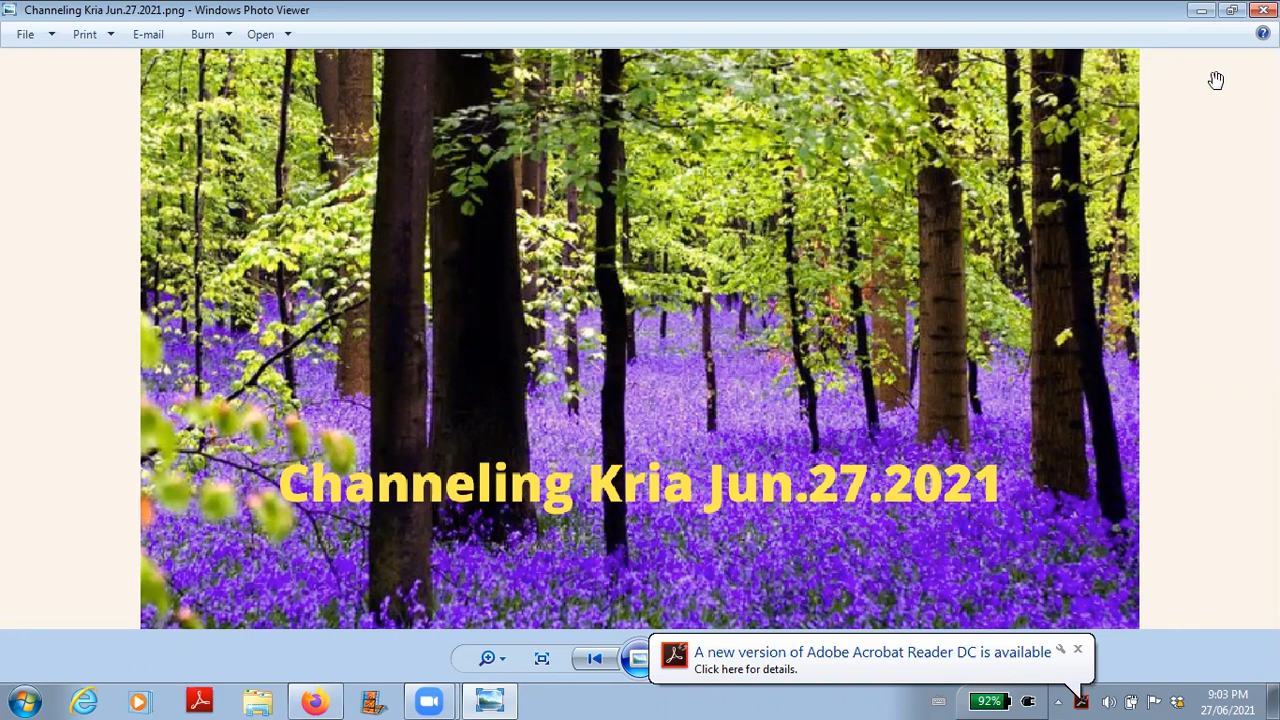 Channeling Kria Jun.27.2021.png - Windows Photo Viewer
File Print E-mail Burn Open
Channeling Kria Jun.27.2021
A new version of Adobe Acrobat Reader DC is available
Click here for details.
92%
9:03 PM
27/06/2021